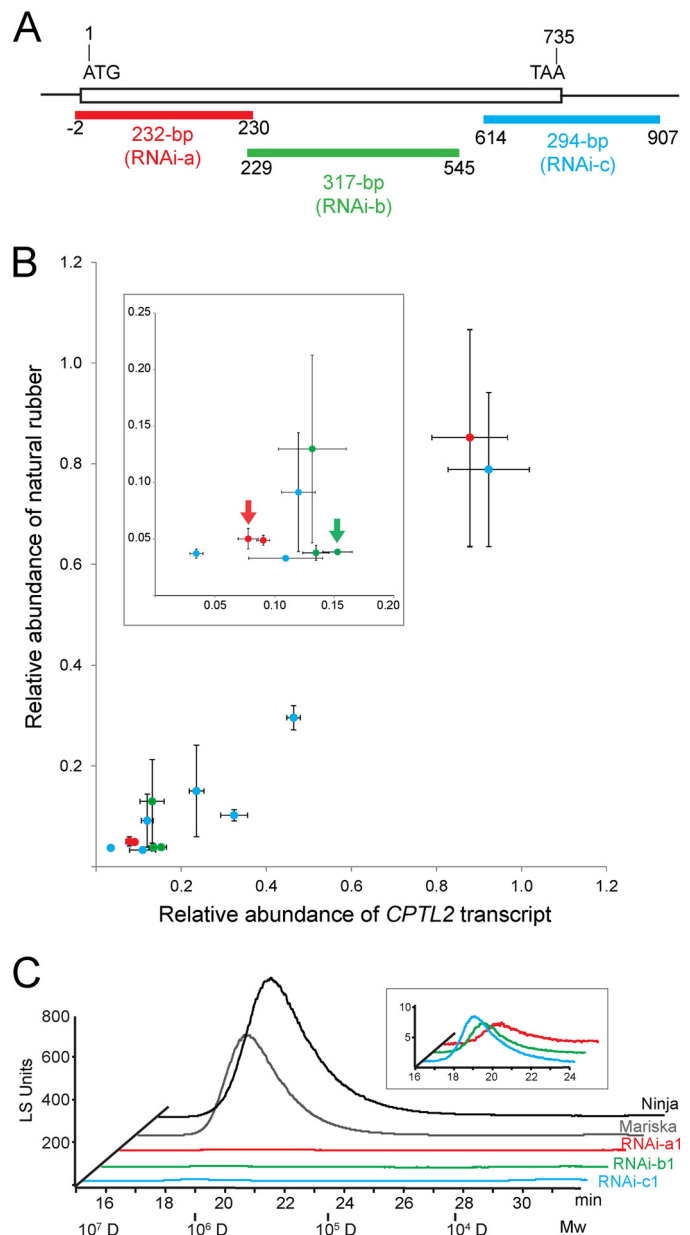 A
1
735
ATG
TAA
-2
232-bp
(RNAi-a)
230
229
317-bp
(RNAi-b)
545
614
294-bp
(RNAi-c)
907
B
Relative abundance of natural rubber
1.2
1.0
0.8
0.6
0.4
0.2
0.25
0.20
0.15
0.10
0.05
0.05
0.10
0.15
0.20
0.2
0.4
0.6
0.8
1.0
1.2
Relative abundance of CPTL2 transcript
C
LS Units
800
600
400
200
10
5
16
18
20
22
24
Ninja
Mariska
RNAi-a1
RNAi-b1
RNAi-c1
16 18 20 22 24 26 28 30 min
10⁷ D 10⁶ D 10⁵ D 10⁴ D Mw